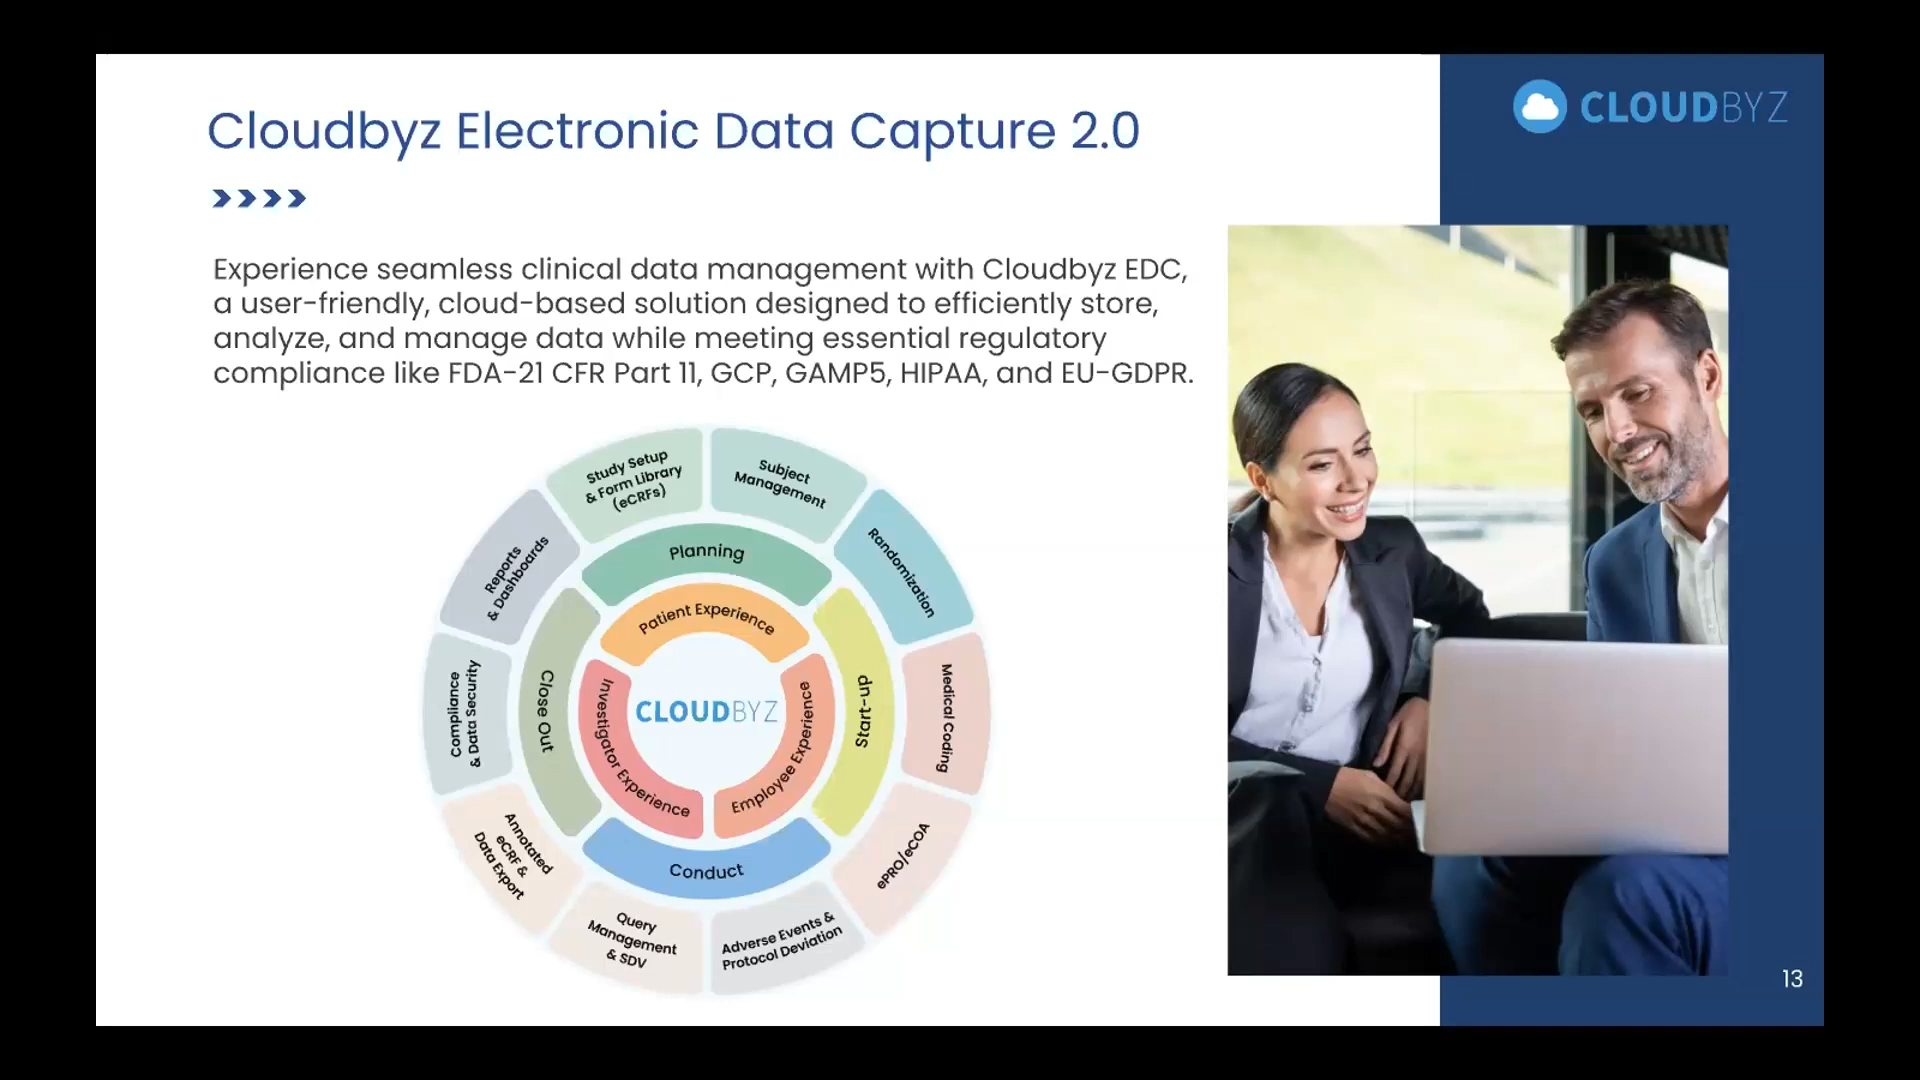 Cloudbyz Electronic Data Capture 2.0
CLOUDBYZ
Experience seamless clinical data management with Cloudbyz EDC,
a user-friendly, cloud-based solution designed to efficiently store,
analyze, and manage data while meeting essential regulatory
compliance like FDA-21 CFR Part 11, GCP, GAMP5, HIPAA, and EU-GDPR.
Study Setup
& Form Library
(eCRFs)
Subject
Management
Randomization
Medical Coding
ePRO/eCOA
Adverse Events &
Protocol Deviation
Query
Management
& SDV
Annotated
eCRF &
Data Export
Compliance
& Data Security
Reports
& Dashboards
Planning
Start-up
Conduct
Close Out
Patient Experience
Employee Experience
Investigator Experience
CLOUDBYZ
13